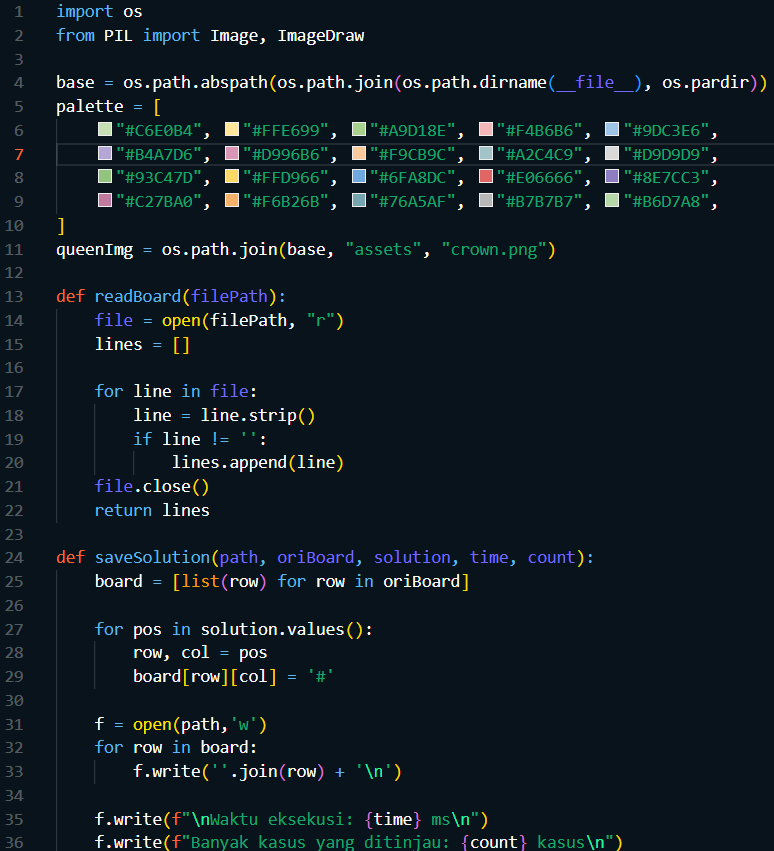 1 import os
2 from PIL import Image, ImageDraw
3
4 base = os.path.abspath(os.path.join(os.path.dirname(__file__), os.pardir))
5 palette = [
6     "#C6E0B4", "#FFE699", "#A9D18E", "#F4B6B6", "#9DC3E6",
7     "#B4A7D6", "#D996B6", "#F9CB9C", "#A2C4C9", "#D9D9D9",
8     "#93C47D", "#FFD966", "#6FA8DC", "#E06666", "#8E7CC3",
9     "#C27BA0", "#F6B26B", "#76A5AF", "#B7B7B7", "#B6D7A8",
10 ]
11 queenImg = os.path.join(base, "assets", "crown.png")
12
13 def readBoard(filePath):
14     file = open(filePath, "r")
15     lines = []
16
17     for line in file:
18         line = line.strip()
19         if line != '':
20             lines.append(line)
21     file.close()
22     return lines
23
24 def saveSolution(path, oriBoard, solution, time, count):
25     board = [list(row) for row in oriBoard]
26
27     for pos in solution.values():
28         row, col = pos
29         board[row][col] = '#'
30
31     f = open(path,'w')
32     for row in board:
33         f.write(''.join(row) + '\n')
34
35     f.write(f"\nWaktu eksekusi: {time} ms\n")
36     f.write(f"Banyak kasus yang ditinjau: {count} kasus\n")